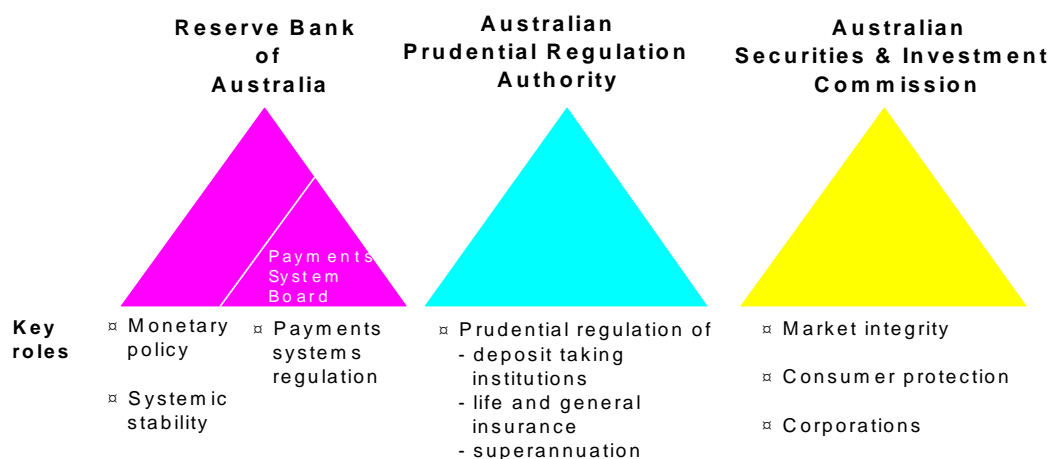 Reserve Bank
of
Australia
Australian
Prudential Regulation
Authority
Australian
Securities & Investment
Commission
Payments
System
Board
Key
roles
¤ Monetary
policy
¤ Systemic
stability
¤ Payments
systems
regulation
¤ Prudential regulation of
- deposit taking
institutions
- life and general
insurance
- superannuation
¤ Market integrity
¤ Consumer protection
¤ Corporations